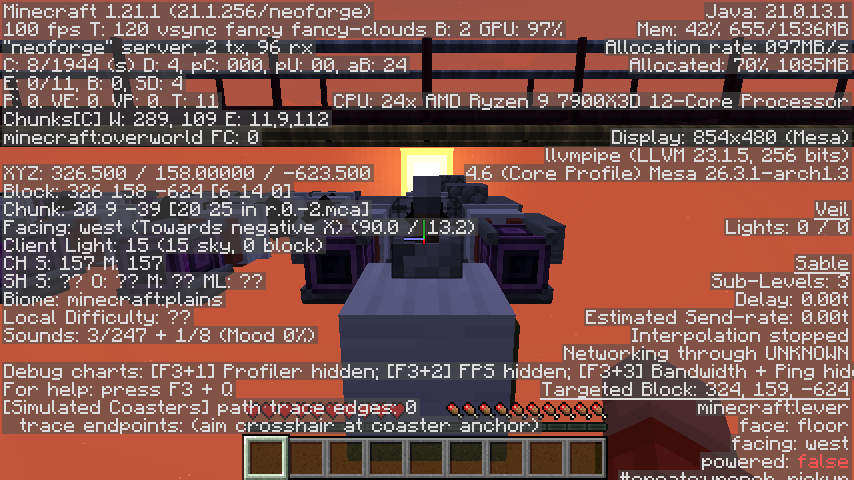 Minecraft 1.21.1 (21.1.256/neoforge)
100 fps T: 120 vsync fancy fancy-clouds B: 2 GPU: 97%
"neoforge" server, 2 tx, 96 rx
C: 8/1944 (s) D: 4, pC: 000, pU: 00, aB: 24
E: 0/11, B: 0, SD: 4
P: 0, VE: 0, VP: 0, T: 11
Chunks[C] W: 289, 109 E: 11,9,112
minecraft:overworld FC: 0
XYZ: 326.500 / 158.00000 / -623.500
Block: 326 158 -624 [6 14 0]
Chunk: 20 9 -39 [20 25 in r.0.-2.mca]
Facing: west (Towards negative X) (90.0 / 13.2)
Client Light: 15 (15 sky, 0 block)
CH S: 157 M: 157
SH S: ?? O: ?? M: ?? ML: ??
Biome: minecraft:plains
Local Difficulty: ??
Sounds: 3/247 + 1/8 (Mood 0%)
Debug charts: [F3+1] Profiler hidden; [F3+2] FPS hidden; [F3+3] Bandwidth + Ping hid
For help: press F3 + Q
[Simulated Coasters] path trace edges: 0
trace endpoints: (aim crosshair at coaster anchor)
Java: 21.0.13.1
Mem: 42% 655/1536MB
Allocation rate: 097MB/s
Allocated: 70% 1085MB
CPU: 24x AMD Ryzen 9 7900X3D 12-Core Processor
Display: 854x480 (Mesa)
llvmpipe (LLVM 23.1.5, 256 bits)
4.6 (Core Profile) Mesa 26.3.1-arch1.3
Veil
Lights: 0 / 0
Sable
Sub-Levels: 3
Delay: 0.00t
Estimated Send-rate: 0.00t
Interpolation stopped
Networking through UNKNOWN
Targeted Block: 324, 159, -624
minecraft:lever
face: floor
facing: west
powered: false